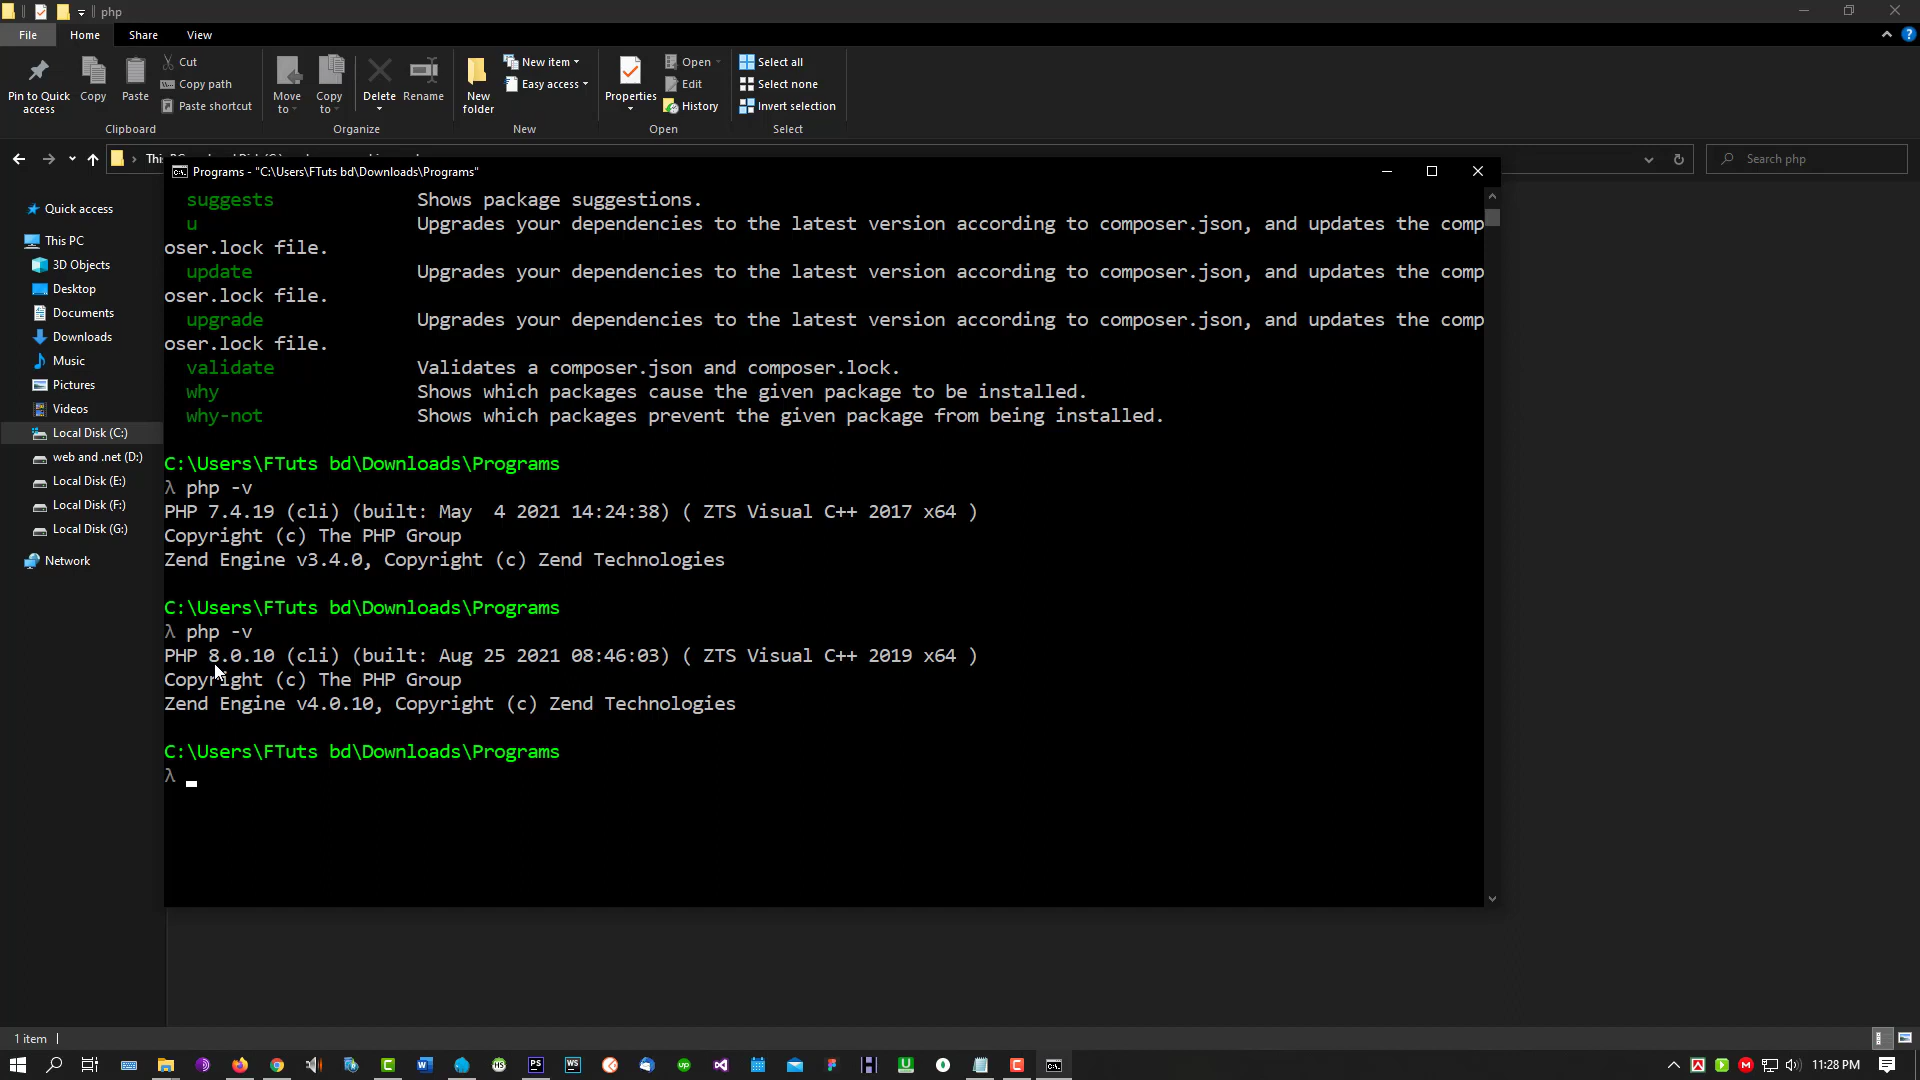 php
File Home Share View
Pin to Quick access
Copy
Paste
Cut
Copy path
Paste shortcut
Clipboard
Move to
Copy to
Delete
Rename
Organize
New folder
New item
Easy access
New
Properties
Open
Edit
History
Open
Select all
Select none
Invert selection
Select
Search php
Programs - "C:\Users\FTuts bd\Downloads\Programs"
Quick access
This PC
3D Objects
Desktop
Documents
Downloads
Music
Pictures
Videos
Local Disk (C:)
web and .net (D:)
Local Disk (E:)
Local Disk (F:)
Local Disk (G:)
Network
suggests Shows package suggestions.
u Upgrades your dependencies to the latest version according to composer.json, and updates the comp
oser.lock file.
update Upgrades your dependencies to the latest version according to composer.json, and updates the comp
oser.lock file.
upgrade Upgrades your dependencies to the latest version according to composer.json, and updates the comp
oser.lock file.
validate Validates a composer.json and composer.lock.
why Shows which packages cause the given package to be installed.
why-not Shows which packages prevent the given package from being installed.
C:\Users\FTuts bd\Downloads\Programs
λ php -v
PHP 7.4.19 (cli) (built: May  4 2021 14:24:38) ( ZTS Visual C++ 2017 x64 )
Copyright (c) The PHP Group
Zend Engine v3.4.0, Copyright (c) Zend Technologies
C:\Users\FTuts bd\Downloads\Programs
λ php -v
PHP 8.0.10 (cli) (built: Aug 25 2021 08:46:03) ( ZTS Visual C++ 2019 x64 )
Copyright (c) The PHP Group
Zend Engine v4.0.10, Copyright (c) Zend Technologies
C:\Users\FTuts bd\Downloads\Programs
λ
1 item
11:28 PM